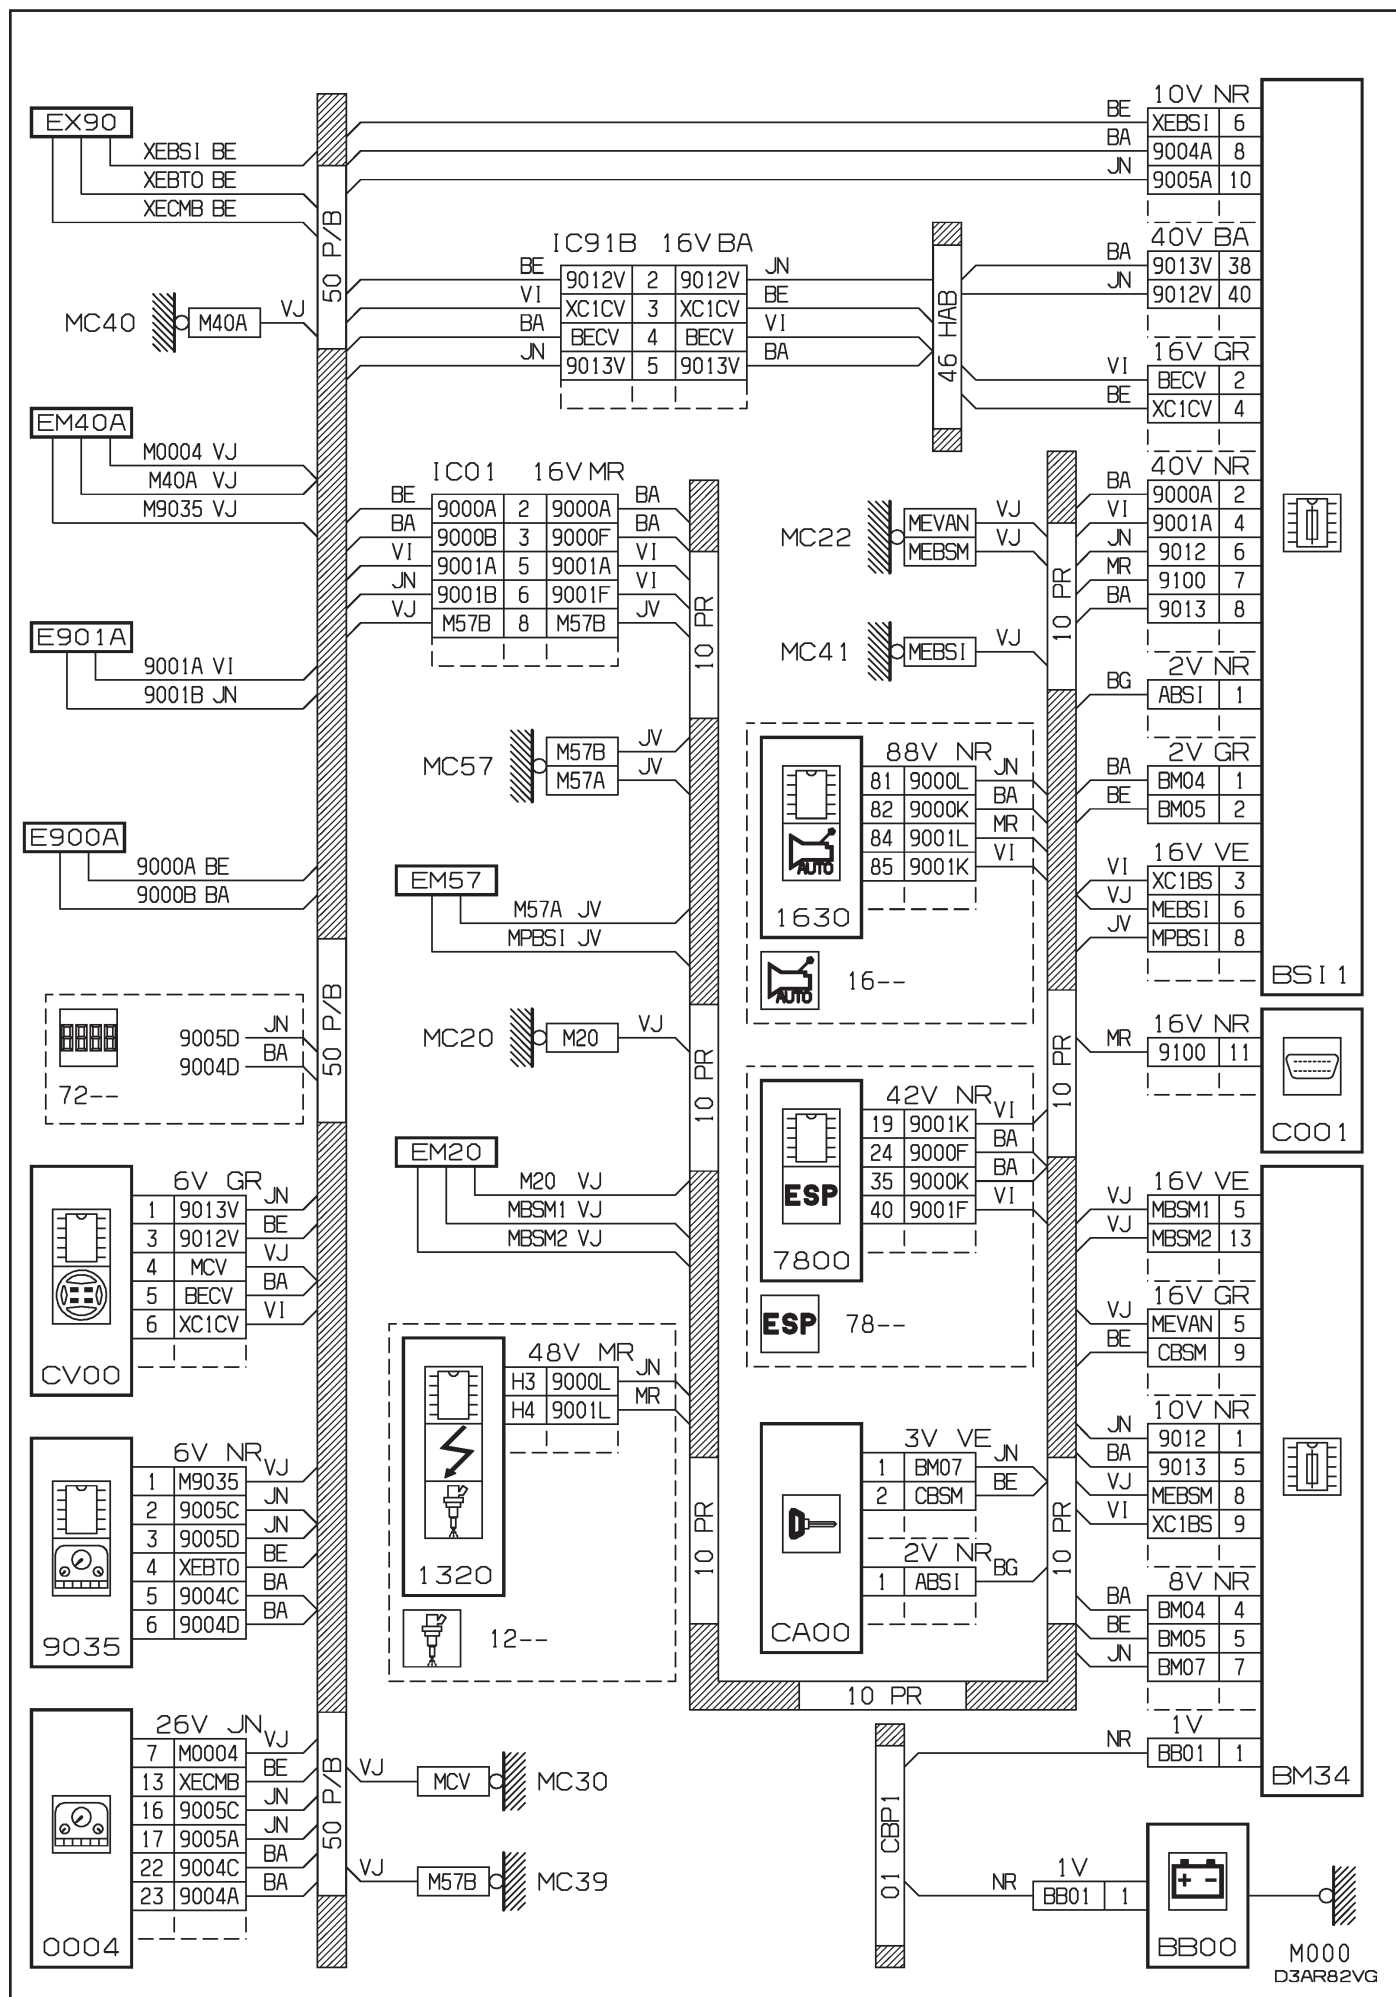 EX90
XEBSI BE
XEBTO BE
XECMB BE
50 P/B
MC40
M40A
VJ
EM40A
M0004 VJ
M40A VJ
M9035 VJ
E901A
9001A VI
9001B JN
E900A
9000A BE
9000B BA
50 P/B
9005D JN
9004D BA
72--
6V GR
1 9013V JN
3 9012V BE
4 MCV VJ
5 BECV BA
6 XC1CV VI
CV00
6V NR
1 M9035 VJ
2 9005C JN
3 9005D JN
4 XEBTO BE
5 9004C BA
6 9004D BA
9035
26V JN
7 M0004 VJ
13 XECMB BE
16 9005C JN
17 9005A JN
22 9004C BA
23 9004A BA
0004
50 P/B
VJ MCV MC30
VJ M57B MC39
IC91B 16V BA
BE 9012V 2 9012V JN
VI XC1CV 3 XC1CV BE
BA BECV 4 BECV VI
JN 9013V 5 9013V BA
46 HAB
IC01 16V MR
BE 9000A 2 9000A BA
BA 9000B 3 9000F BA
VI 9001A 5 9001A VI
JN 9001B 6 9001F VI
VJ M57B 8 M57B JV
10 PR
MC57
M57B JV
M57A JV
EM57
M57A JV
MPBSI JV
MC20
M20 VJ
10 PR
EM20
M20 VJ
MBSM1 VJ
MBSM2 VJ
48V MR
H3 9000L JN
H4 9001L MR
1320
12--
10 PR
10 PR
MC22
MEVAN VJ
MEBSM VJ
MC41
MEBSI VJ
10 PR
88V NR
81 9000L JN
82 9000K BA
84 9001L MR
85 9001K VI
AUTO
1630
AUTO
16--
10 PR
42V NR
19 9001K VI
24 9000F BA
35 9000K BA
40 9001F VI
ESP
7800
ESP
78--
3V VE
1 BM07 JN
2 CBSM BE
2V NR
1 ABSI BG
CA00
10 PR
10V NR
BE XEBSI 6
BA 9004A 8
JN 9005A 10
40V BA
BA 9013V 38
JN 9012V 40
16V GR
VI BECV 2
BE XC1CV 4
40V NR
BA 9000A 2
VI 9001A 4
JN 9012 6
MR 9100 7
BA 9013 8
2V NR
BG ABSI 1
2V GR
BA BM04 1
BE BM05 2
16V VE
VI XC1BS 3
VJ MEBSI 6
JV MPBSI 8
BSI1
16V NR
MR 9100 11
C001
16V VE
VJ MBSM1 5
VJ MBSM2 13
16V GR
VJ MEVAN 5
BE CBSM 9
10V NR
JN 9012 1
BA 9013 5
VJ MEBSM 8
VI XC1BS 9
8V NR
BA BM04 4
BE BM05 5
JN BM07 7
1V
NR BB01 1
BM34
01 CBP1
1V
NR BB01 1
BB00
M000
D3AR82VG